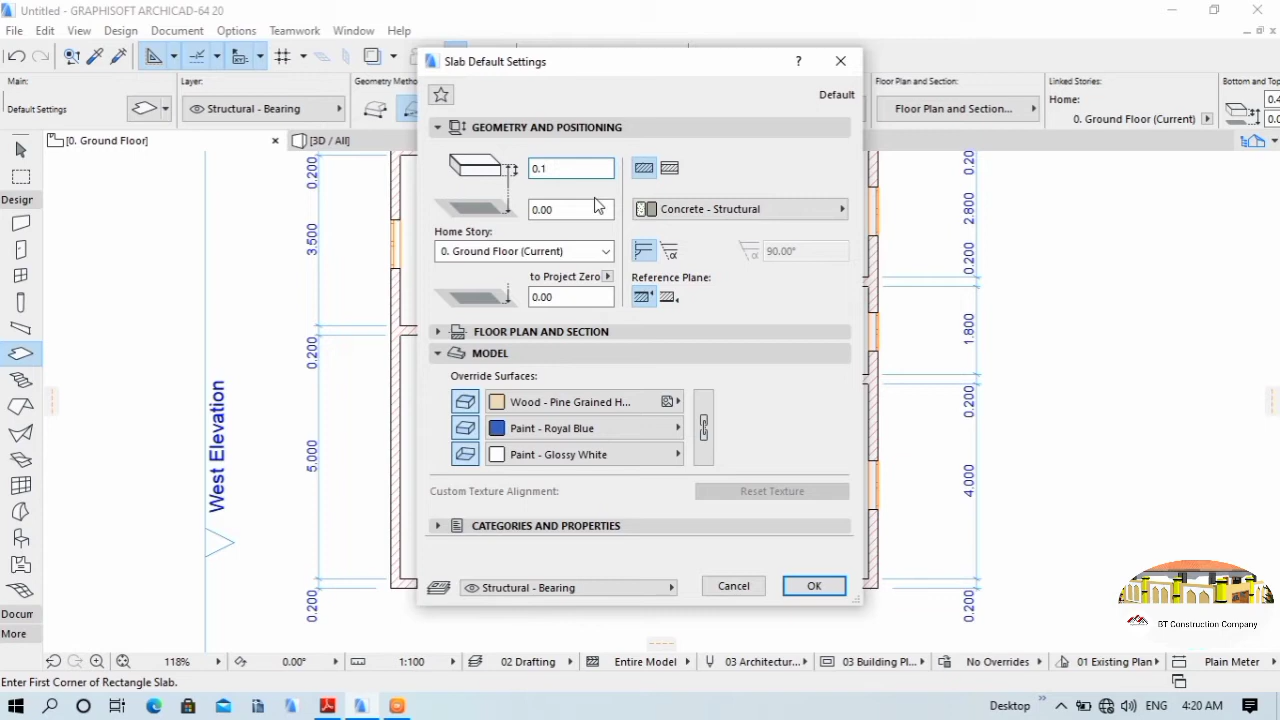 Untitled - GRAPHISOFT ARCHICAD-64 20
File Edit View Design Document Options Teamwork Window Help
Main:
Layer:
Floor Plan and Section:
Linked Stories:
Default Settings
Structural - Bearing
Floor Plan and Section...
Home:
0. Ground Floor (Current)
[0. Ground Floor]
[3D / All]
Slab Default Settings
?
Default
GEOMETRY AND POSITIONING
0.1
0.00
Concrete - Structural
Home Story:
0. Ground Floor (Current)
90.00°
to Project Zero
Reference Plane:
0.00
FLOOR PLAN AND SECTION
MODEL
Override Surfaces:
Wood - Pine Grained H...
Paint - Royal Blue
Paint - Glossy White
Custom Texture Alignment:
Reset Texture
CATEGORIES AND PROPERTIES
Structural - Bearing
Cancel
OK
Design
Docum
More
West Elevation
0.200
3.500
0.200
5.000
0.200
2.800
0.200
1.800
0.200
4.000
0.200
BT Construction Company
118%
0.00°
1:100
02 Drafting
Entire Model
03 Architectur...
03 Building Pl...
No Overrides
01 Existing Plan
Plain Meter
Enter First Corner of Rectangle Slab.
Desktop
ENG
4:20 AM